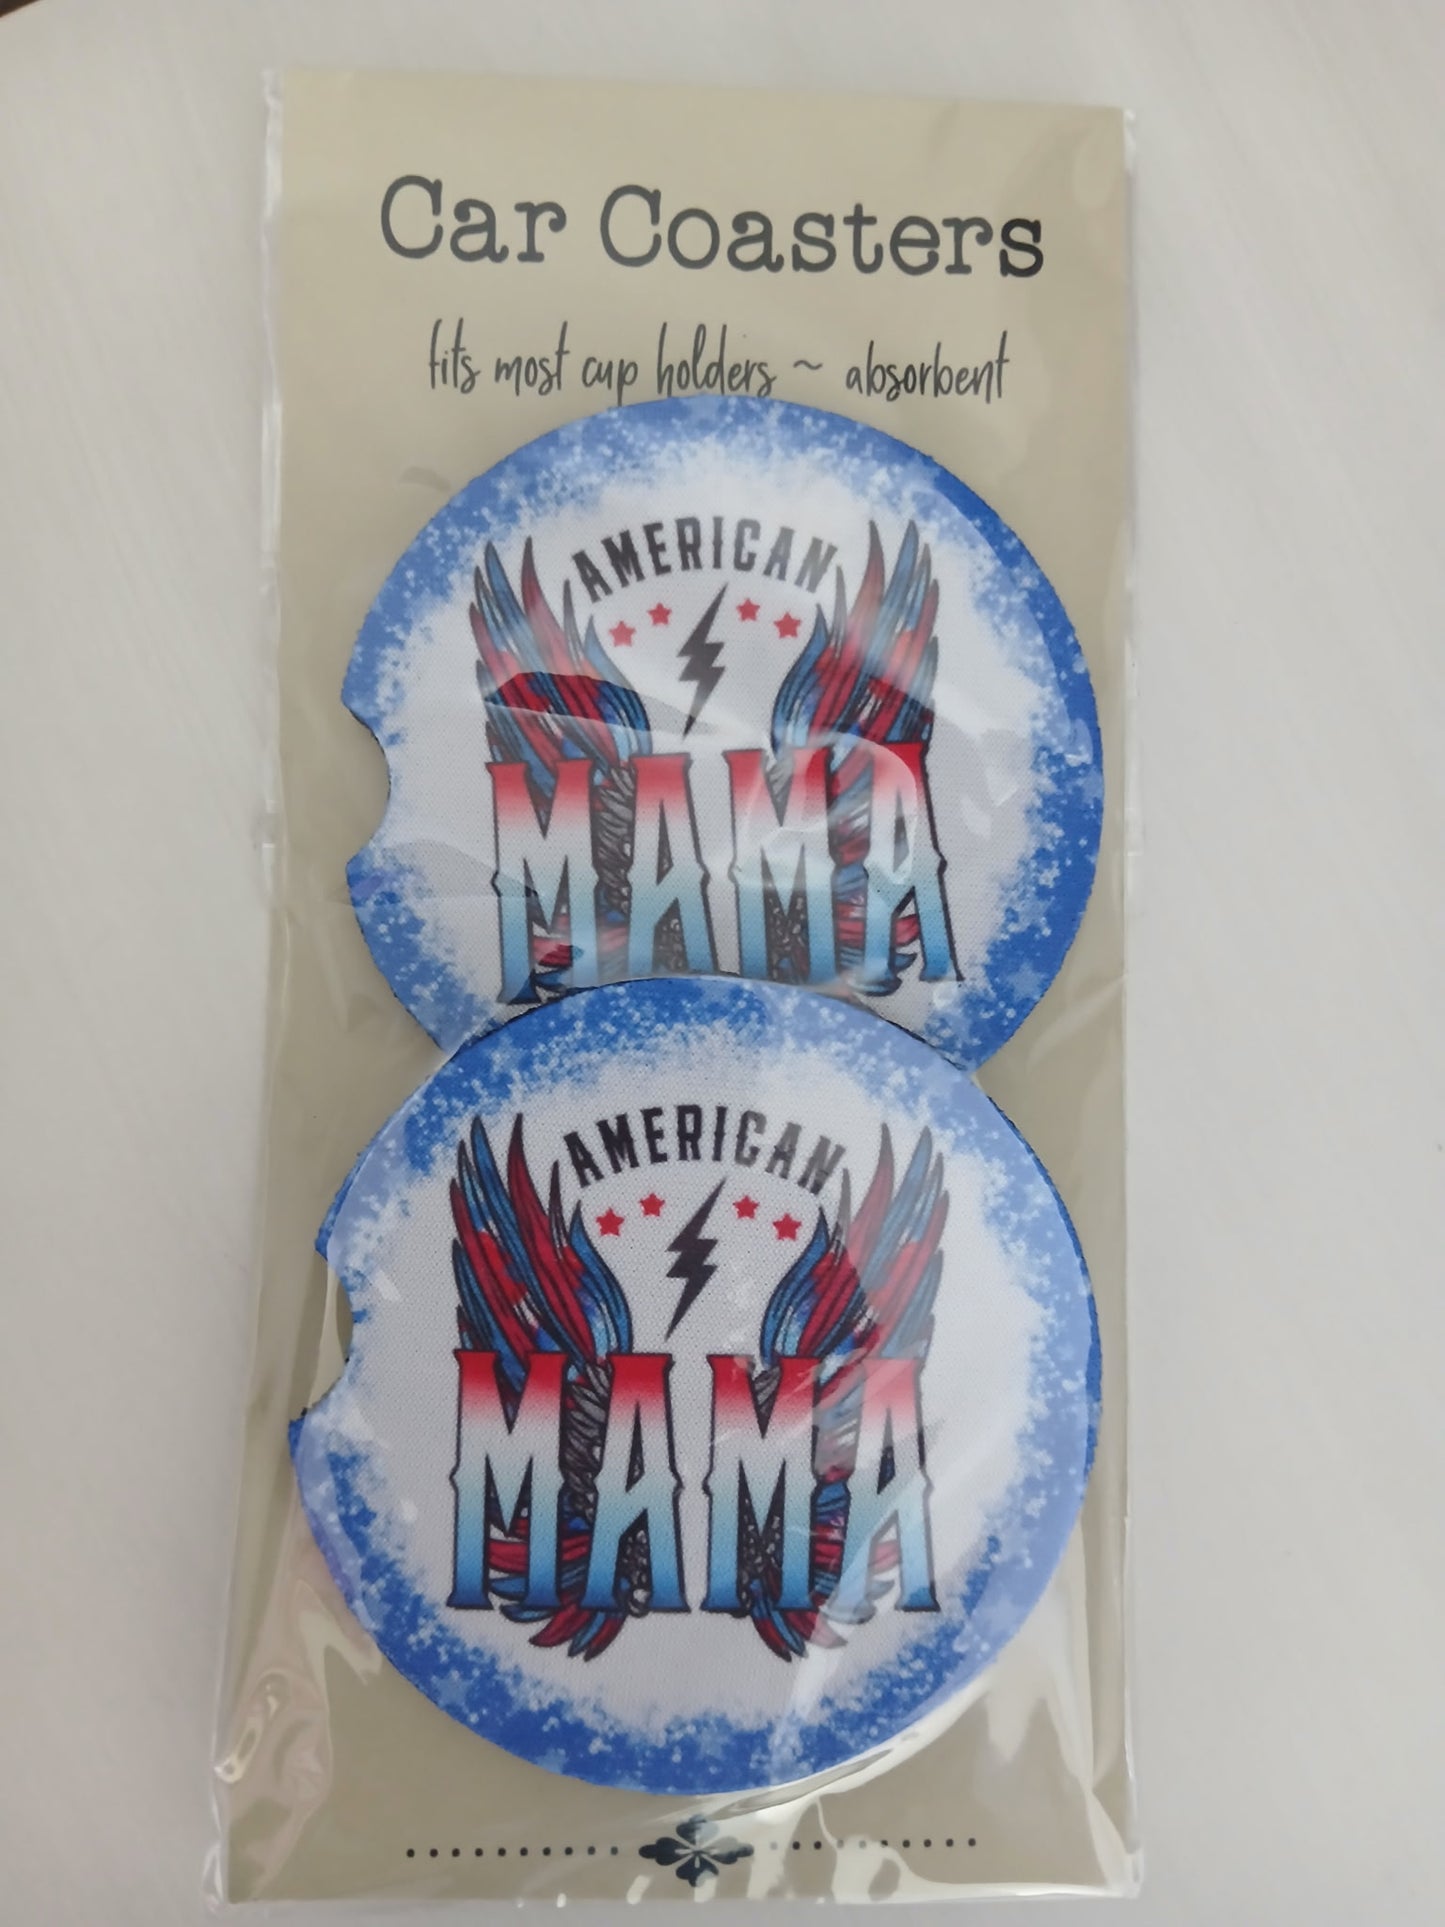 Car Coasters
fits most cup holders ~ absorbent
AMERICAN
MAMA
AMERICAN
MAMA